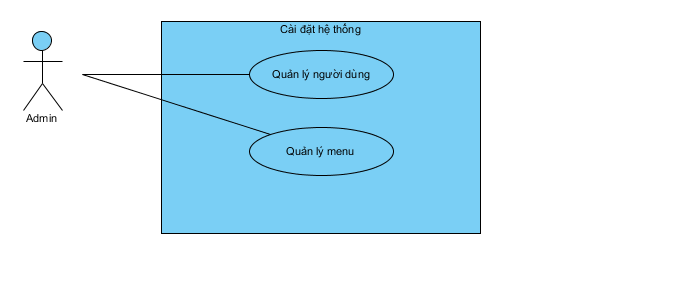 Cài đặt hệ thống
Quản lý người dùng
Admin
Quản lý menu